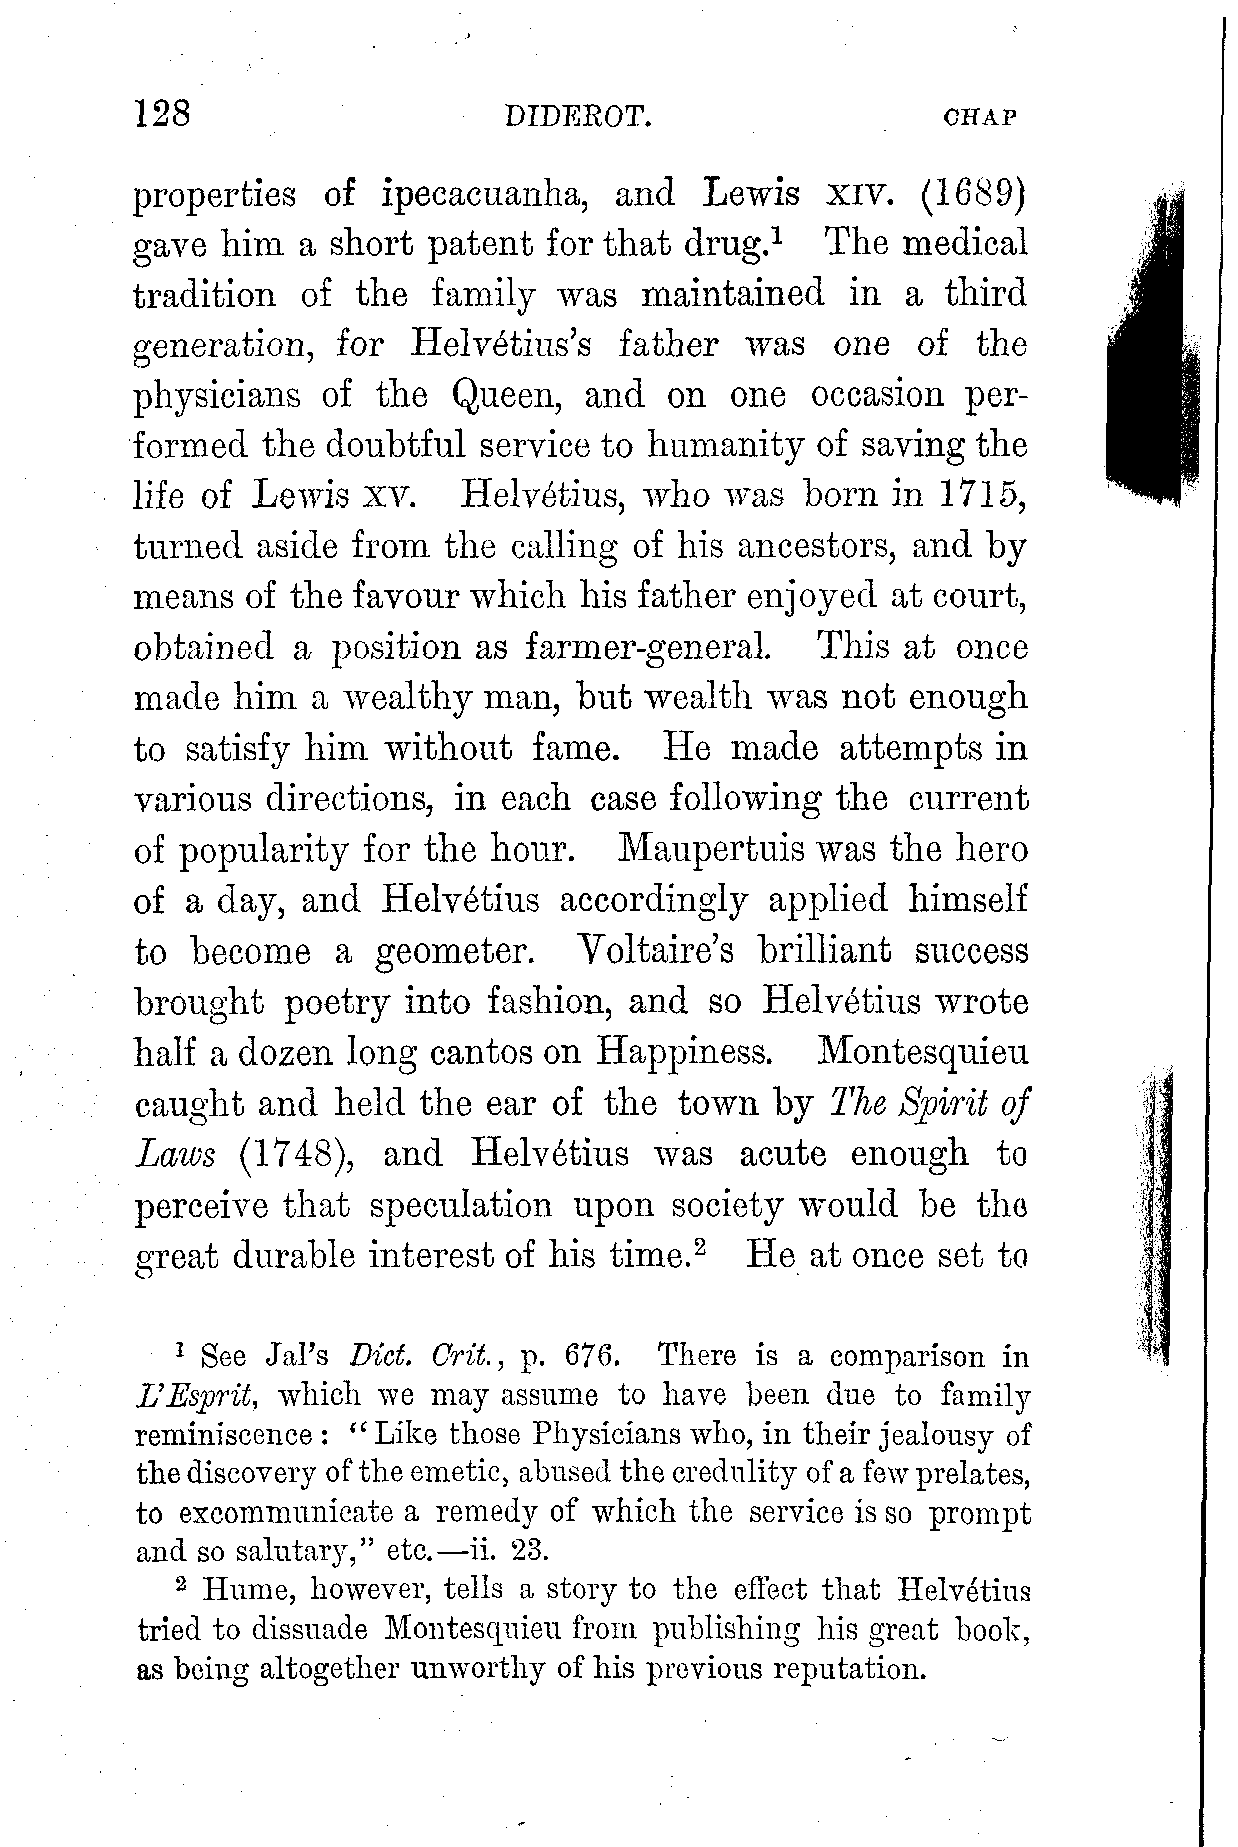 128 DIDEROT. CHAP
properties of ipecacuanha, and Lewis XIV. (1689)
gave him a short patent for that drug.¹ The medical
tradition of the family was maintained in a third
generation, for Helvétius's father was one of the
physicians of the Queen, and on one occasion per-
formed the doubtful service to humanity of saving the
life of Lewis XV. Helvétius, who was born in 1715,
turned aside from the calling of his ancestors, and by
means of the favour which his father enjoyed at court,
obtained a position as farmer-general. This at once
made him a wealthy man, but wealth was not enough
to satisfy him without fame. He made attempts in
various directions, in each case following the current
of popularity for the hour. Maupertuis was the hero
of a day, and Helvétius accordingly applied himself
to become a geometer. Voltaire's brilliant success
brought poetry into fashion, and so Helvétius wrote
half a dozen long cantos on Happiness. Montesquieu
caught and held the ear of the town by The Spirit of
Laws (1748), and Helvétius was acute enough to
perceive that speculation upon society would be the
great durable interest of his time.² He at once set to
¹ See Jal's Dict. Crit., p. 676. There is a comparison in
L'Esprit, which we may assume to have been due to family
reminiscence: "Like those Physicians who, in their jealousy of
the discovery of the emetic, abused the credulity of a few prelates,
to excommunicate a remedy of which the service is so prompt
and so salutary," etc.—ii. 23.
² Hume, however, tells a story to the effect that Helvétius
tried to dissuade Montesquieu from publishing his great book,
as being altogether unworthy of his previous reputation.